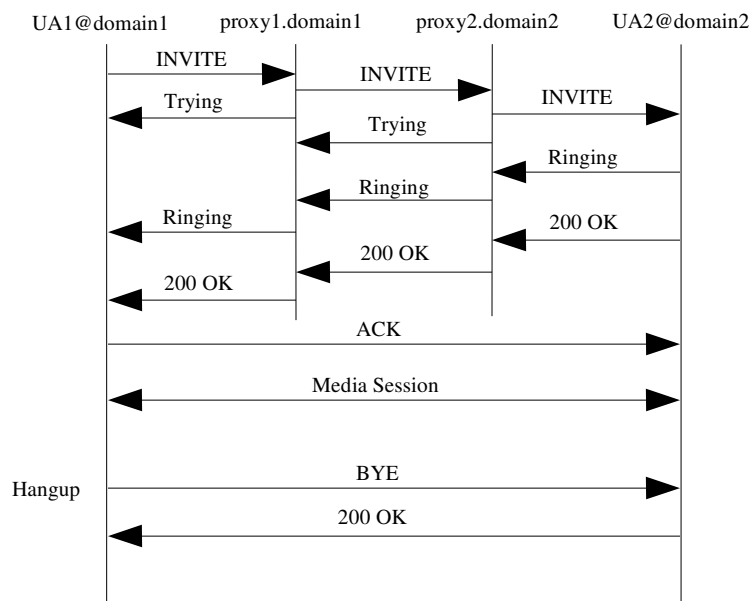 UA1@domain1 proxy1.domain1 proxy2.domain2 UA2@domain2
INVITE
INVITE
INVITE
Trying
Trying
Ringing
Ringing
Ringing
200 OK
200 OK
200 OK
ACK
Media Session
BYE
Hangup
200 OK